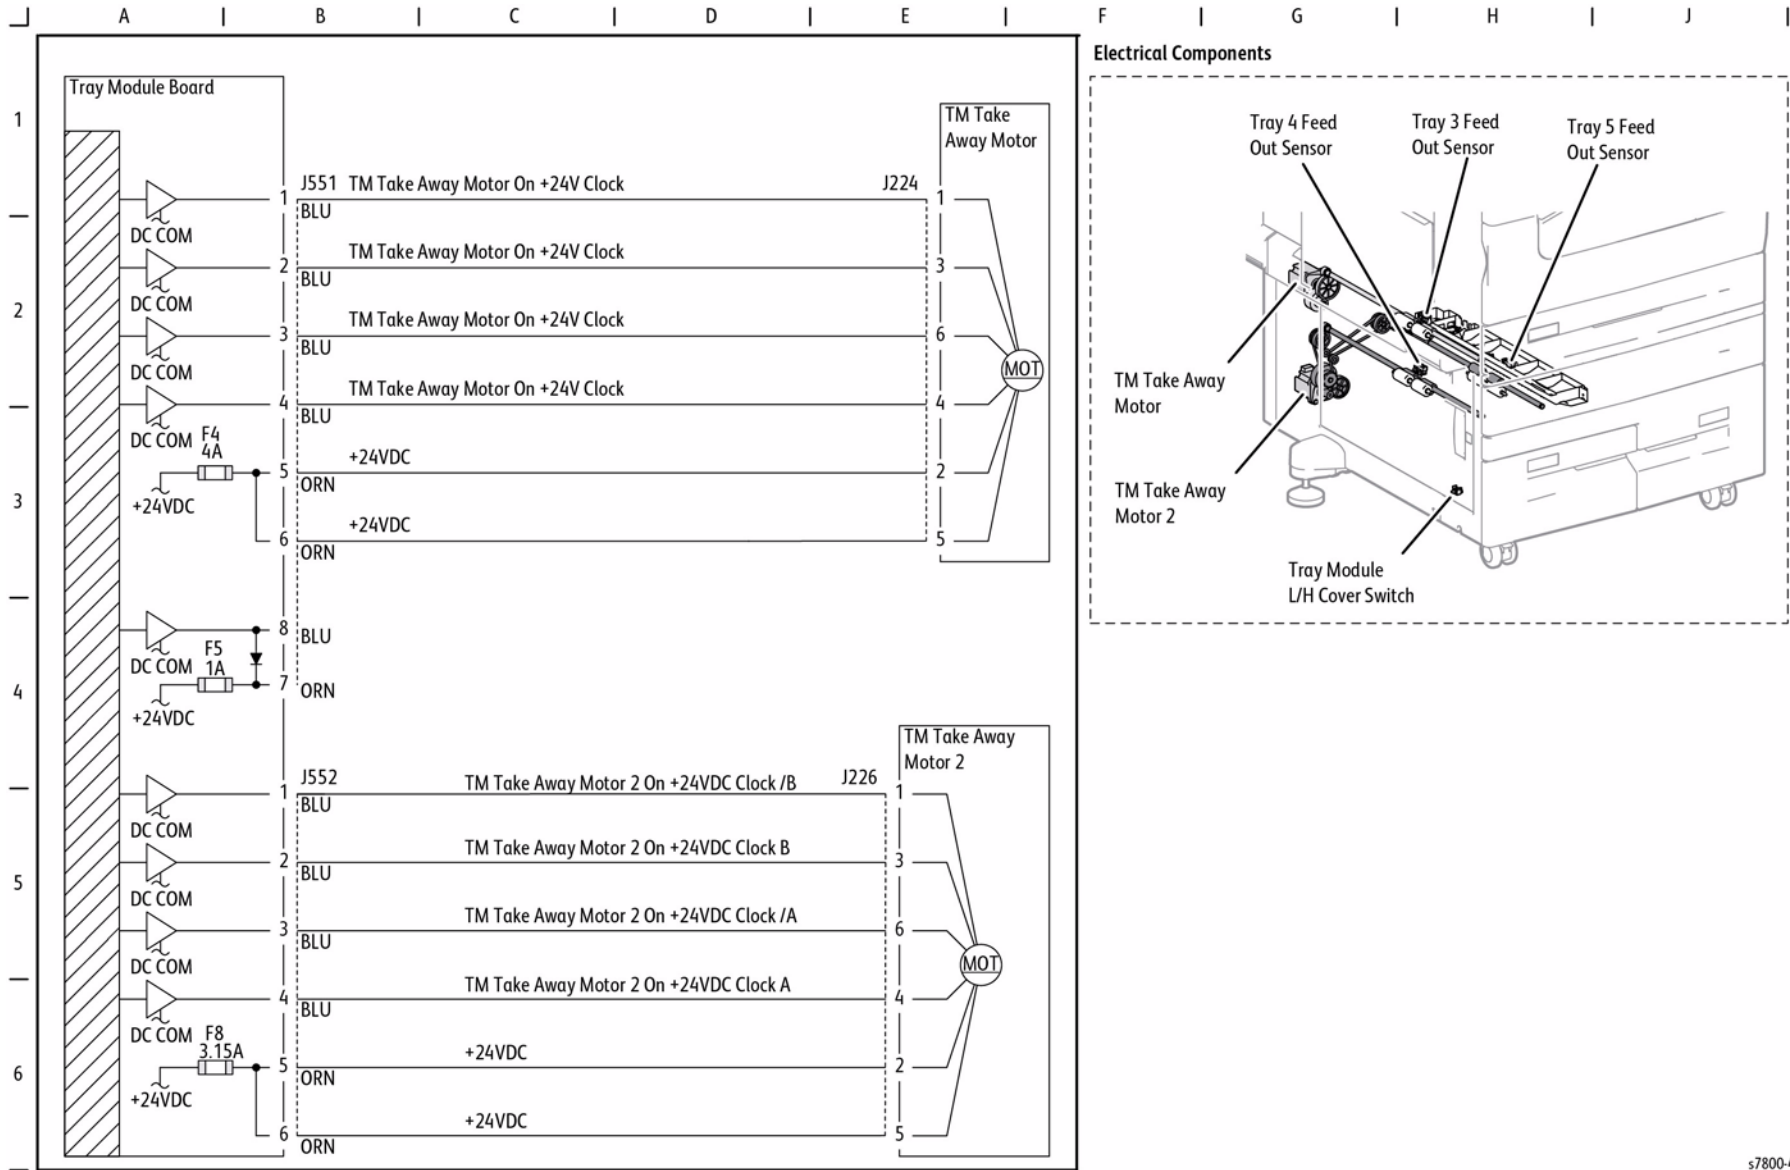 A B C D E F G H J
Electrical Components
1
2
3
4
5
6
Tray Module Board
TM Take
Away Motor
J551 TM Take Away Motor On +24V Clock J224
1 BLU 1
DC COM
TM Take Away Motor On +24V Clock
2 BLU 3
DC COM
TM Take Away Motor On +24V Clock
3 BLU 6
DC COM
MOT
TM Take Away Motor On +24V Clock
4 BLU 4
DC COM
F4
4A
+24VDC
5 ORN 2
+24VDC
+24VDC
6 ORN 5
8 BLU
DC COM
F5
1A
7 ORN
+24VDC
TM Take Away
Motor 2
J552 TM Take Away Motor 2 On +24VDC Clock /B J226
1 BLU 1
DC COM
TM Take Away Motor 2 On +24VDC Clock B
2 BLU 3
DC COM
TM Take Away Motor 2 On +24VDC Clock /A
3 BLU 6
DC COM
MOT
TM Take Away Motor 2 On +24VDC Clock A
4 BLU 4
DC COM
F8
3.15A
+24VDC
5 ORN 2
+24VDC
+24VDC
6 ORN 5
Tray 4 Feed
Out Sensor
Tray 3 Feed
Out Sensor
Tray 5 Feed
Out Sensor
TM Take Away
Motor
TM Take Away
Motor 2
Tray Module
L/H Cover Switch